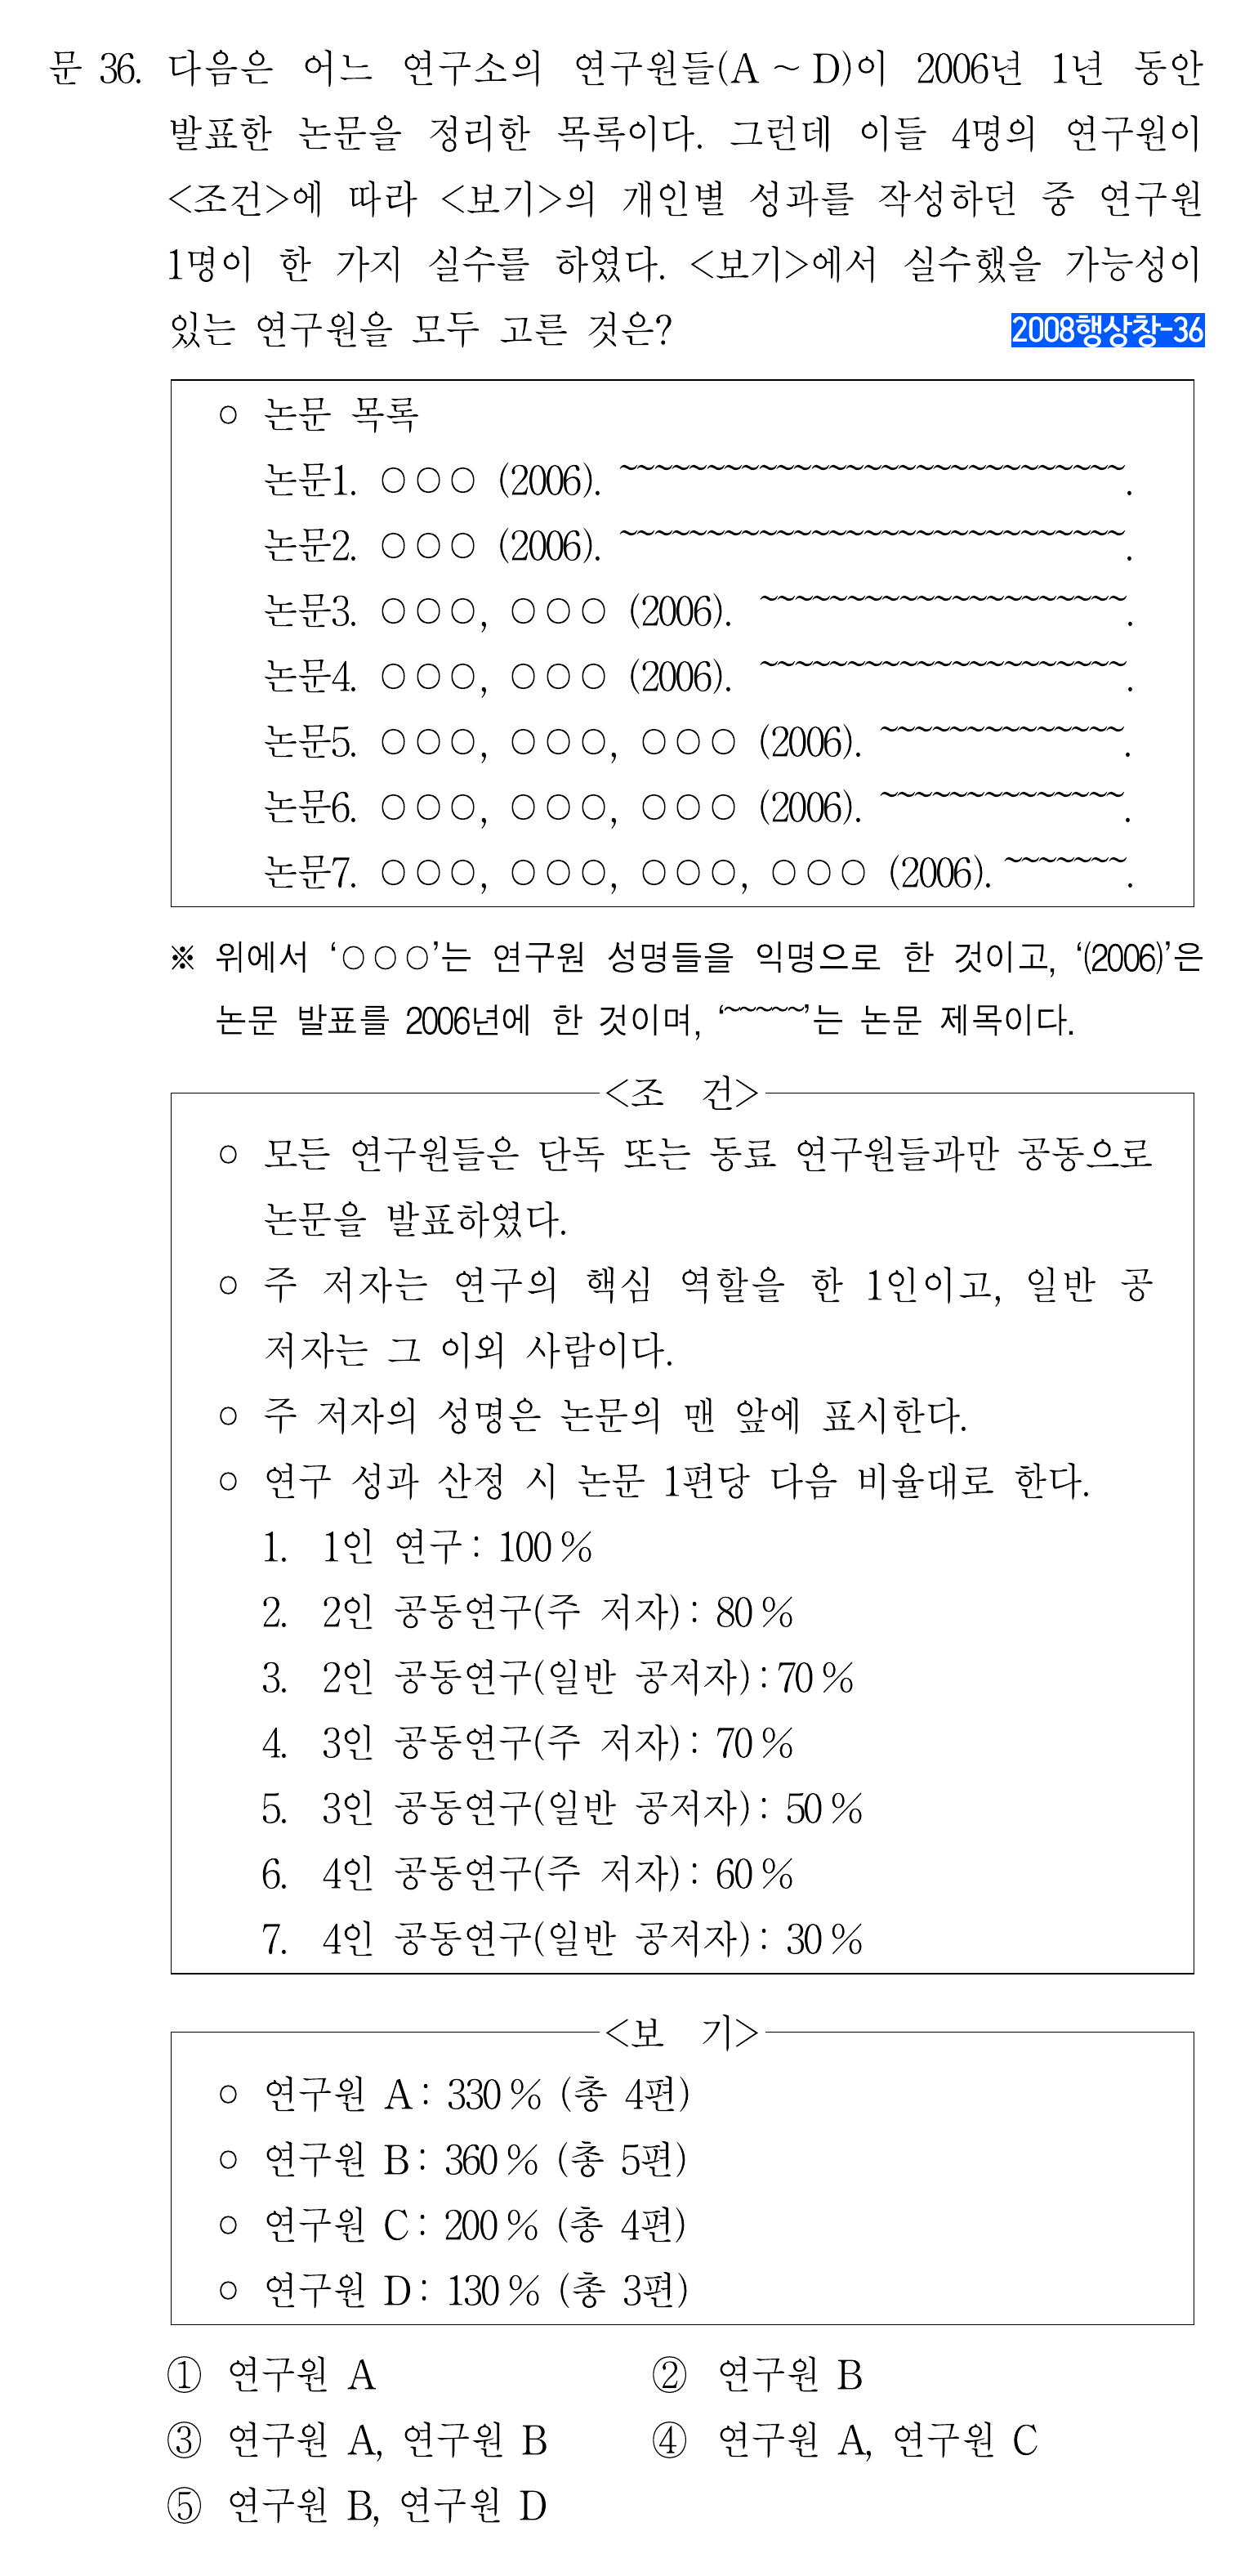 문 36. 다음은 어느 연구소의 연구원들(A ~ D)이 2006년 1년 동안
발표한 논문을 정리한 목록이다. 그런데 이들 4명의 연구원이
<조건>에 따라 <보기>의 개인별 성과를 작성하던 중 연구원
1명이 한 가지 실수를 하였다. <보기>에서 실수했을 가능성이
있는 연구원을 모두 고른 것은?
2008행상창-36
○ 논문 목록
논문1. ○○○ (2006). ~~~~~~~~~~~~~~~~~~~~~~~~~~~~~.
논문2. ○○○ (2006). ~~~~~~~~~~~~~~~~~~~~~~~~~~~~~.
논문3. ○○○, ○○○ (2006). ~~~~~~~~~~~~~~~~~~~~~.
논문4. ○○○, ○○○ (2006). ~~~~~~~~~~~~~~~~~~~~~.
논문5. ○○○, ○○○, ○○○ (2006). ~~~~~~~~~~~~~~.
논문6. ○○○, ○○○, ○○○ (2006). ~~~~~~~~~~~~~~.
논문7. ○○○, ○○○, ○○○, ○○○ (2006). ~~~~~~~.
※ 위에서 ‘○○○’는 연구원 성명들을 익명으로 한 것이고, ‘(2006)’은
논문 발표를 2006년에 한 것이며, ‘~~~~~’는 논문 제목이다.
<조 건>
○ 모든 연구원들은 단독 또는 동료 연구원들과만 공동으로
논문을 발표하였다.
○ 주 저자는 연구의 핵심 역할을 한 1인이고, 일반 공
저자는 그 이외 사람이다.
○ 주 저자의 성명은 논문의 맨 앞에 표시한다.
○ 연구 성과 산정 시 논문 1편당 다음 비율대로 한다.
1. 1인 연구: 100%
2. 2인 공동연구(주 저자): 80%
3. 2인 공동연구(일반 공저자):70%
4. 3인 공동연구(주 저자): 70%
5. 3인 공동연구(일반 공저자): 50%
6. 4인 공동연구(주 저자): 60%
7. 4인 공동연구(일반 공저자): 30%
<보 기>
○ 연구원 A: 330% (총 4편)
○ 연구원 B: 360% (총 5편)
○ 연구원 C: 200% (총 4편)
○ 연구원 D: 130% (총 3편)
① 연구원 A ② 연구원 B
③ 연구원 A, 연구원 B ④ 연구원 A, 연구원 C
⑤ 연구원 B, 연구원 D